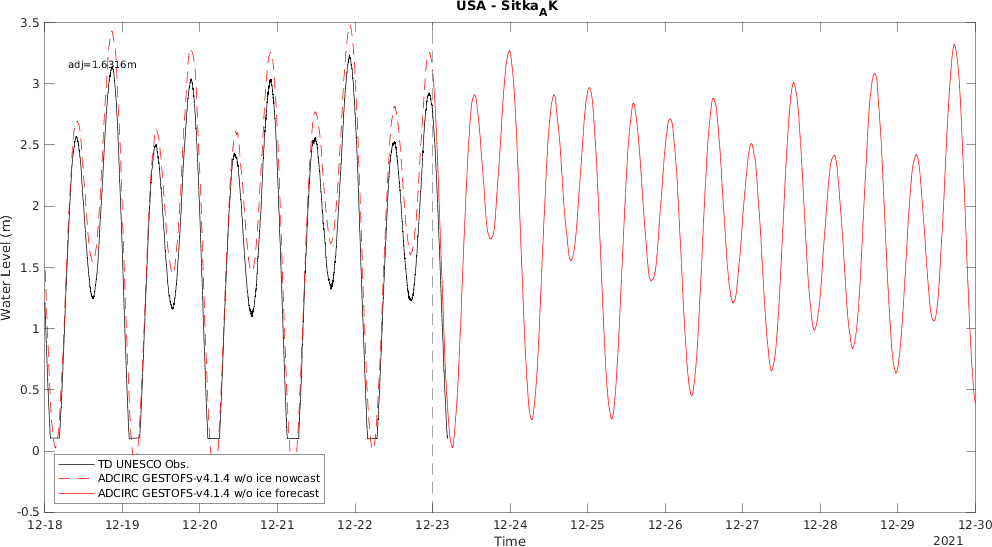 USA - Sitka_AK
adj=1.6316m
3.5
3
2.5
2
1.5
1
0.5
0
-0.5
Water Level (m)
TD UNESCO Obs.
ADCIRC GESTOFS-v4.1.4 w/o ice nowcast
ADCIRC GESTOFS-v4.1.4 w/o ice forecast
12-18 12-19 12-20 12-21 12-22 12-23 12-24 12-25 12-26 12-27 12-28 12-29 12-30
Time
2021